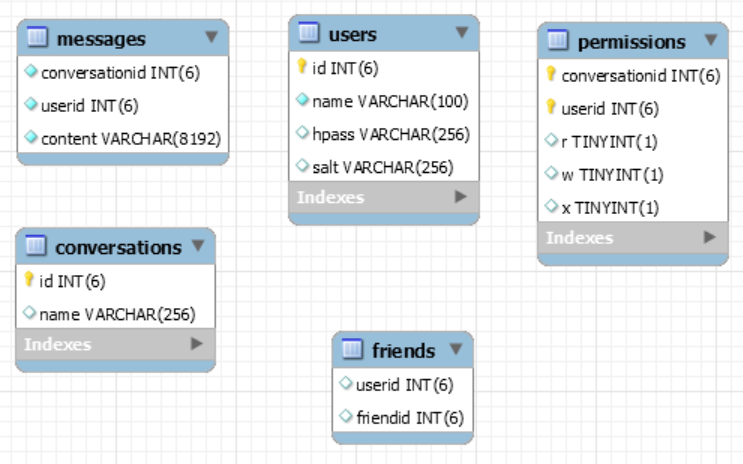 messages
conversationid INT(6)
userid INT(6)
content VARCHAR(8192)
users
id INT(6)
name VARCHAR(100)
hpass VARCHAR(256)
salt VARCHAR(256)
Indexes
permissions
conversationid INT(6)
userid INT(6)
r TINYINT(1)
w TINYINT(1)
x TINYINT(1)
Indexes
conversations
id INT(6)
name VARCHAR(256)
Indexes
friends
userid INT(6)
friendid INT(6)